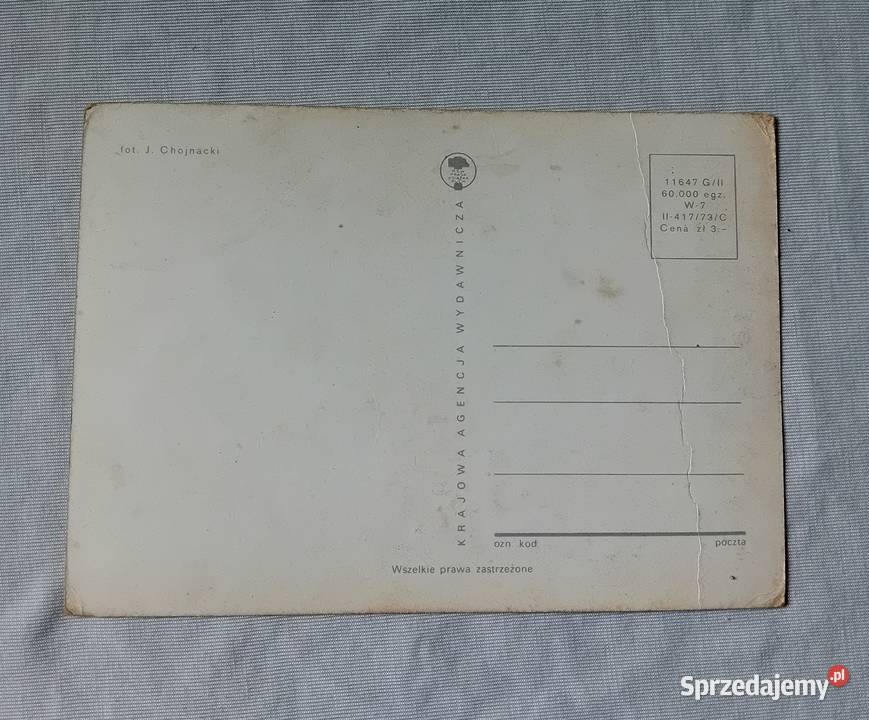 fot. J. Chojnacki
11647 G/II
60.000 egz.
W-7
II-417/73/C
Cena zł 3.-
KRAJOWA AGENCJA WYDAWNICZA
ozn. kod. poczta
Wszelkie prawa zastrzeżone
Sprzedajemy.pl